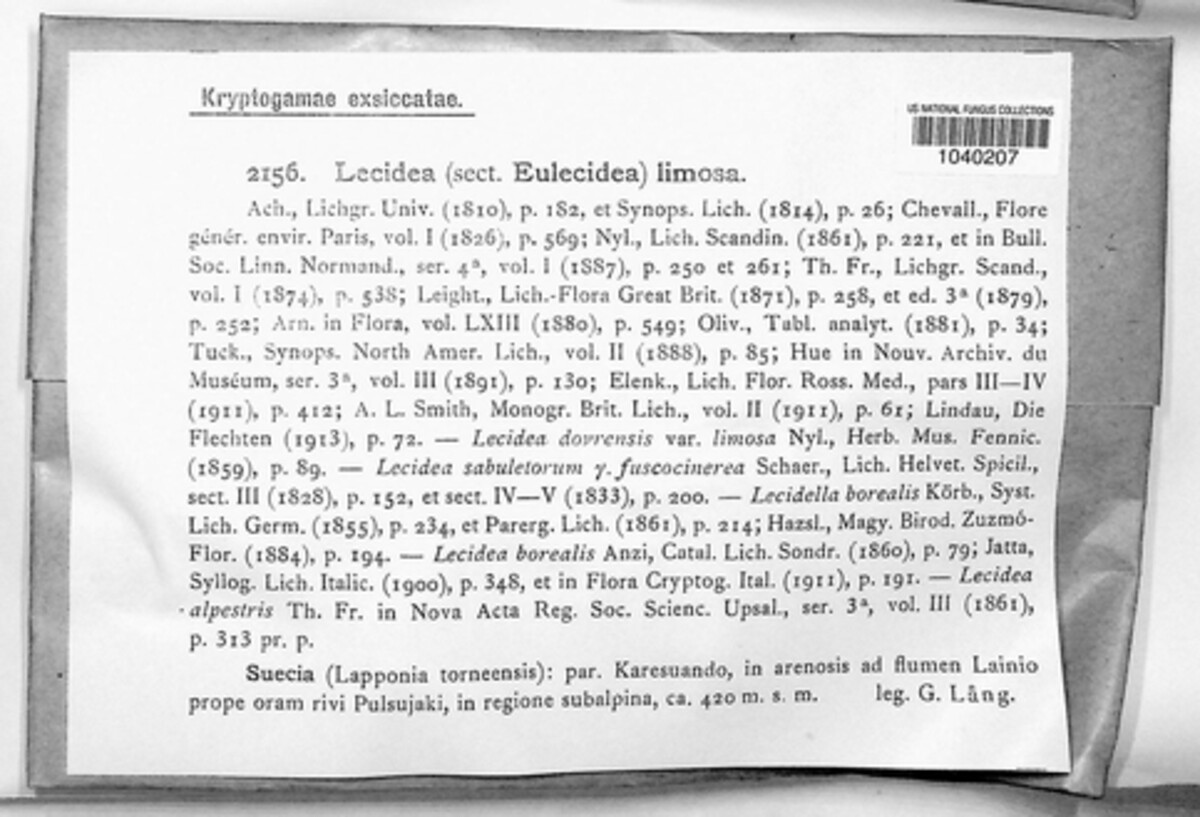 Kryptogamae exsiccatae.
US NATIONAL FUNGUS COLLECTIONS
1040207
2156. Lecidea (sect. Eulecidea) limosa.
Ach., Lichgr. Univ. (1810), p. 182, et Synops. Lich. (1814), p. 26; Chevall., Flore
génér. envir. Paris, vol. I (1826), p. 569; Nyl., Lich. Scandin. (1861), p. 221, et in Bull.
Soc. Linn. Normand., ser. 4ª, vol. I (1887), p. 250 et 261; Th. Fr., Lichgr. Scand.,
vol. I (1874), p. 538; Leight., Lich.-Flora Great Brit. (1871), p. 258, et ed. 3ª (1879),
p. 252; Arn. in Flora, vol. LXIII (1880), p. 549; Oliv., Tabl. analyt. (1881), p. 34;
Tuck., Synops. North Amer. Lich., vol. II (1888), p. 85; Hue in Nouv. Archiv. du
Muséum, ser. 3ª, vol. III (1891), p. 130; Elenk., Lich. Flor. Ross. Med., pars III—IV
(1911), p. 412; A. L. Smith, Monogr. Brit. Lich., vol. II (1911), p. 61; Lindau, Die
Flechten (1913), p. 72. — Lecidea dovrensis var. limosa Nyl., Herb. Mus. Fennic.
(1859), p. 89. — Lecidea sabuletorum γ. fuscocinerea Schaer., Lich. Helvet. Spicil.,
sect. III (1828), p. 152, et sect. IV—V (1833), p. 200. — Lecidella borealis Körb., Syst.
Lich. Germ. (1855), p. 234, et Parerg. Lich. (1861), p. 214; Hazsl., Magy. Birod. Zuzmó-
Flor. (1884), p. 194. — Lecidea borealis Anzi, Catal. Lich. Sondr. (1860), p. 79; Jatta,
Syllog. Lich. Italic. (1900), p. 348, et in Flora Cryptog. Ital. (1911), p. 191. — Lecidea
alpestris Th. Fr. in Nova Acta Reg. Soc. Scienc. Upsal., ser. 3ª, vol. III (1861),
p. 313 pr. p.
Suecia (Lapponia torneensis): par. Karesuando, in arenosis ad flumen Lainio
prope oram rivi Pulsujaki, in regione subalpina, ca. 420 m. s. m. leg. G. Lång.